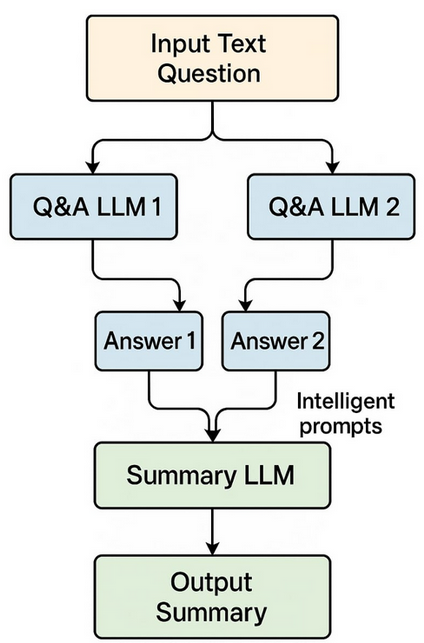 Input Text
Question
Q&A LLM 1
Q&A LLM 2
Answer 1
Answer 2
Intelligent
prompts
Summary LLM
Output
Summary